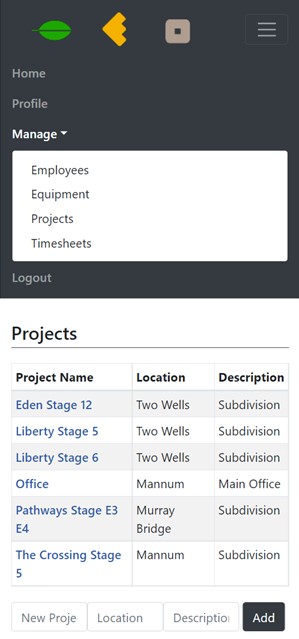 Home
Profile
Manage
Employees
Equipment
Projects
Timesheets
Logout
Projects
Project Name Location Description
Eden Stage 12 Two Wells Subdivision
Liberty Stage 5 Two Wells Subdivision
Liberty Stage 6 Two Wells Subdivision
Office Mannum Main Office
Pathways Stage E3 Murray Subdivision
E4 Bridge
The Crossing Stage Mannum Subdivision
5
New Proje Location Description Add